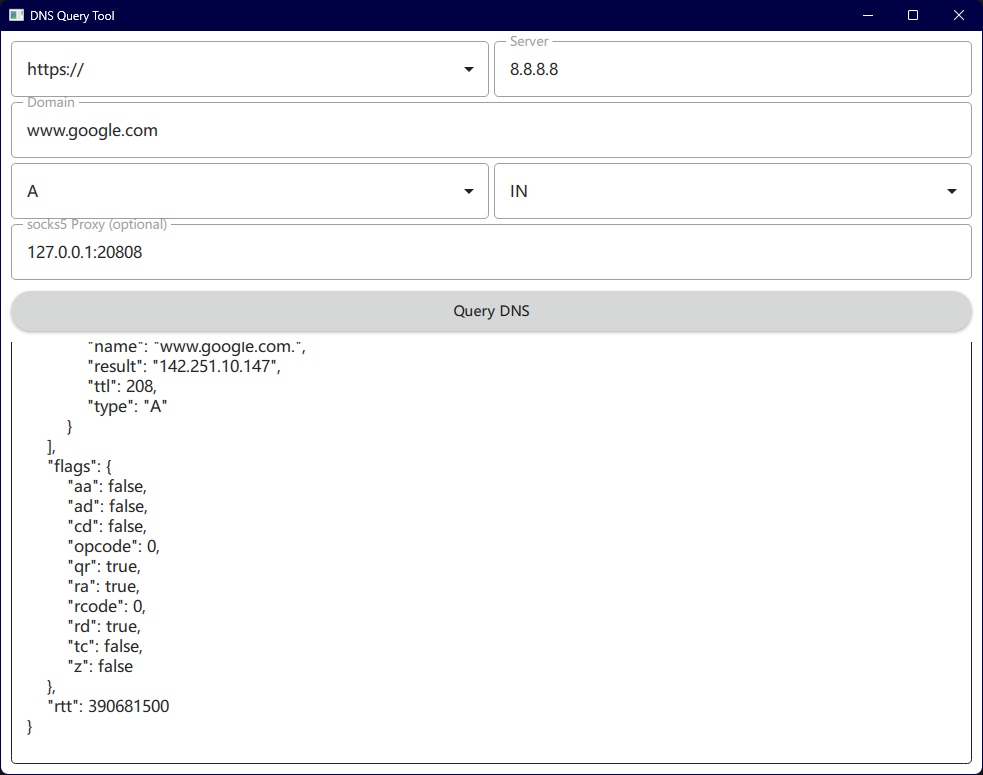 DNS Query Tool
https://
Server
8.8.8.8
Domain
www.google.com
A
IN
socks5 Proxy (optional)
127.0.0.1:20808
Query DNS
"name": "www.google.com.",
"result": "142.251.10.147",
"ttl": 208,
"type": "A"
}
],
"flags": {
"aa": false,
"ad": false,
"cd": false,
"opcode": 0,
"qr": true,
"ra": true,
"rcode": 0,
"rd": true,
"tc": false,
"z": false
},
"rtt": 390681500
}